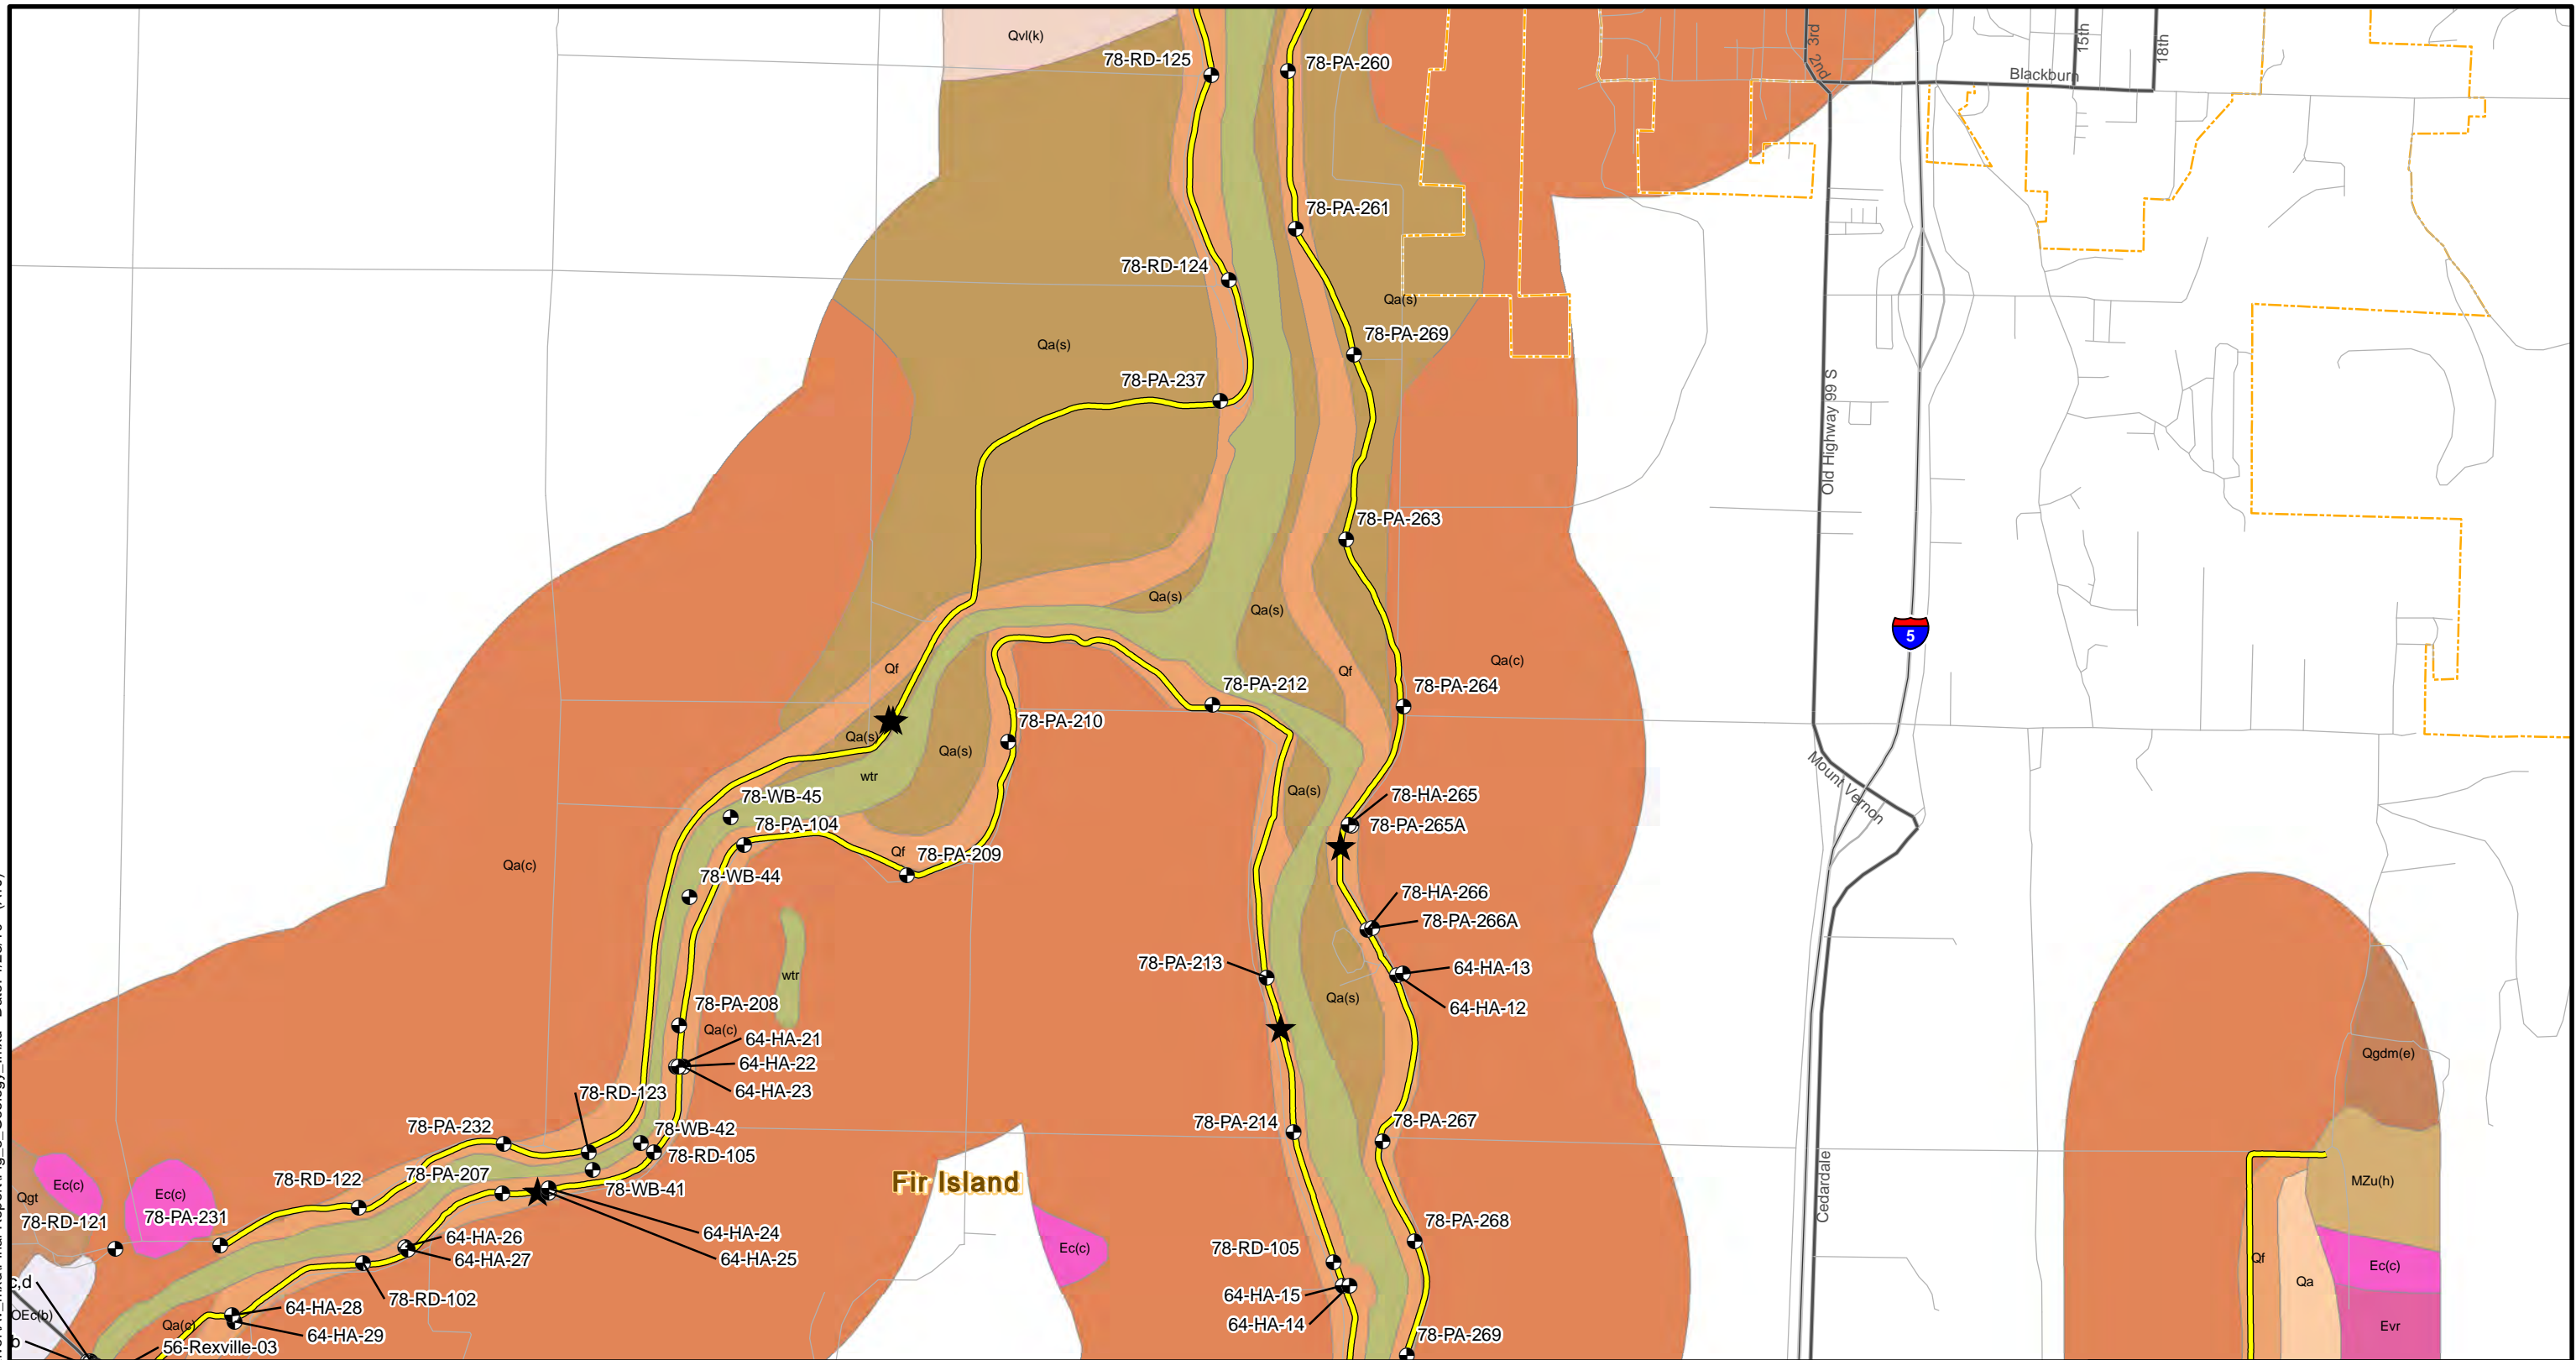 Qvl(k)
78-RD-125
78-PA-260
3rd
2nd
Blackburn
15th
18th
78-PA-261
78-RD-124
Qa(s)
78-PA-269
Qa(s)
78-PA-237
Old Highway 99 S
78-PA-263
Qa(s)
Qa(s)
5
Qf
Qf
Qa(c)
78-PA-264
78-PA-212
78-PA-210
Qa(s)
Qa(s)
wtr
Mount Vernon
78-WB-45
78-PA-104
Qa(s)
78-HA-265
78-PA-265A
Qa(c)
Qf
78-PA-209
78-WB-44
78-HA-266
78-PA-266A
78-PA-213
64-HA-13
64-HA-12
wtr
Qa(s)
78-PA-208
Qa(c)
64-HA-21
64-HA-22
64-HA-23
Qgdm(e)
78-RD-123
78-PA-232
78-WB-42
78-RD-105
78-PA-214
78-PA-267
Cedardale
Fir Island
MZu(h)
Qgt
Ec(c)
Ec(c)
78-RD-122
78-PA-207
78-WB-41
78-RD-121
78-PA-231
64-HA-24
64-HA-25
64-HA-26
64-HA-27
Ec(c)
78-PA-268
78-RD-105
Qf
Qa
Ec(c)
c,d
OEc(b)
78-RD-102
64-HA-28
64-HA-29
Qa(c)
64-HA-15
64-HA-14
Evr
b
56-Rexville-03
78-PA-269